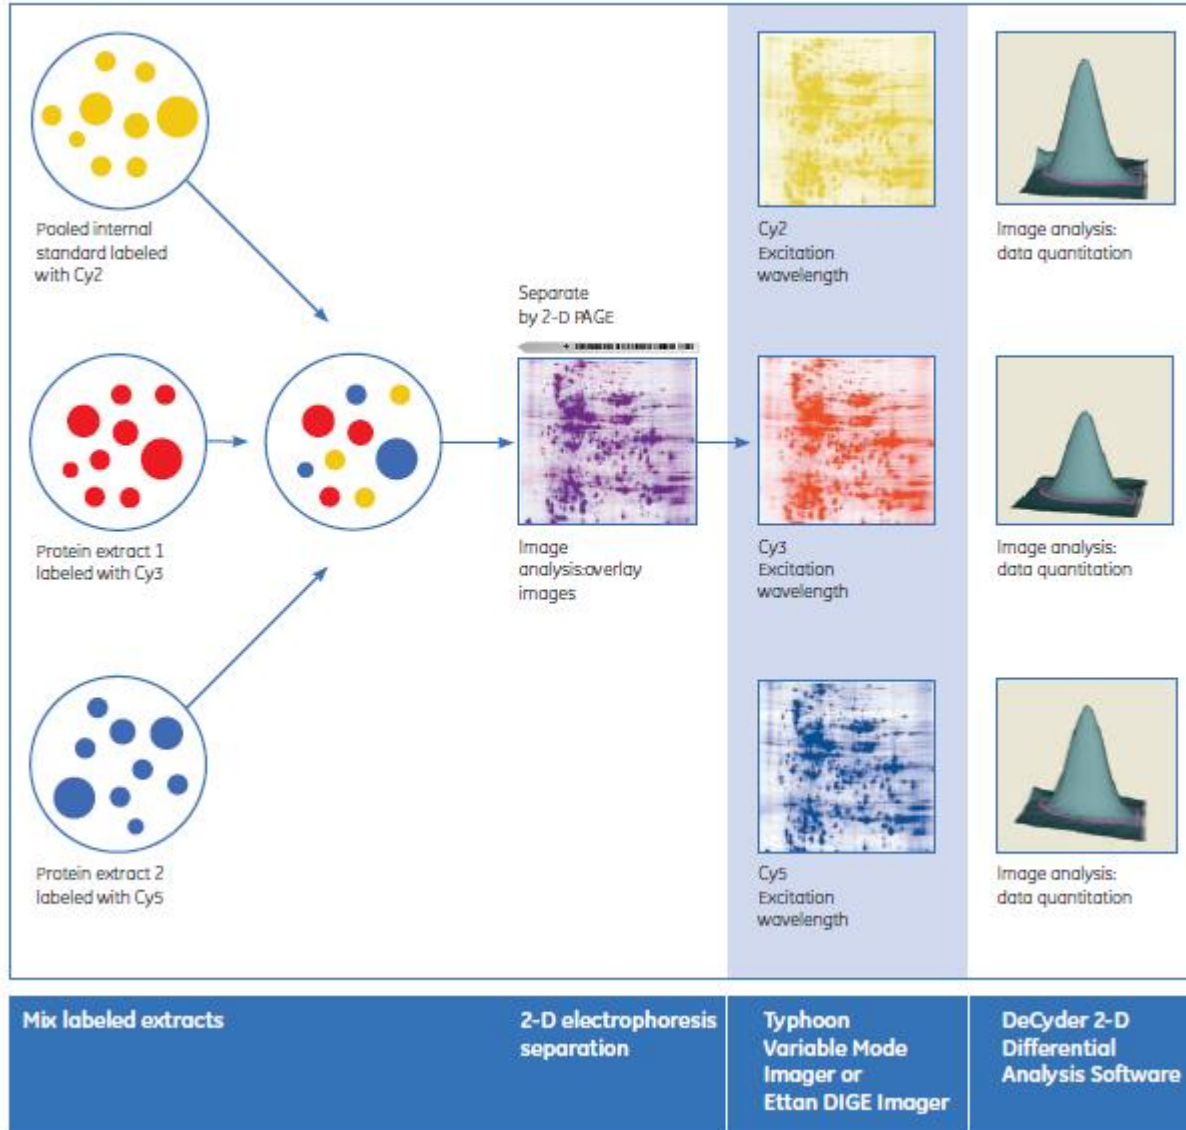 Pooled internal
standard labeled
with Cy2
Cy2
Excitation
wavelength
Image analysis:
data quantitation
Separate
by 2-D PAGE
Protein extract 1
labeled with Cy3
Image
analysis:overlay
images
Cy3
Excitation
wavelength
Image analysis:
data quantitation
Protein extract 2
labeled with Cy5
Cy5
Excitation
wavelength
Image analysis:
data quantitation
Mix labeled extracts
2-D electrophoresis
separation
Typhoon
Variable Mode
Imager or
Ettan DIGE Imager
DeCyder 2-D
Differential
Analysis Software